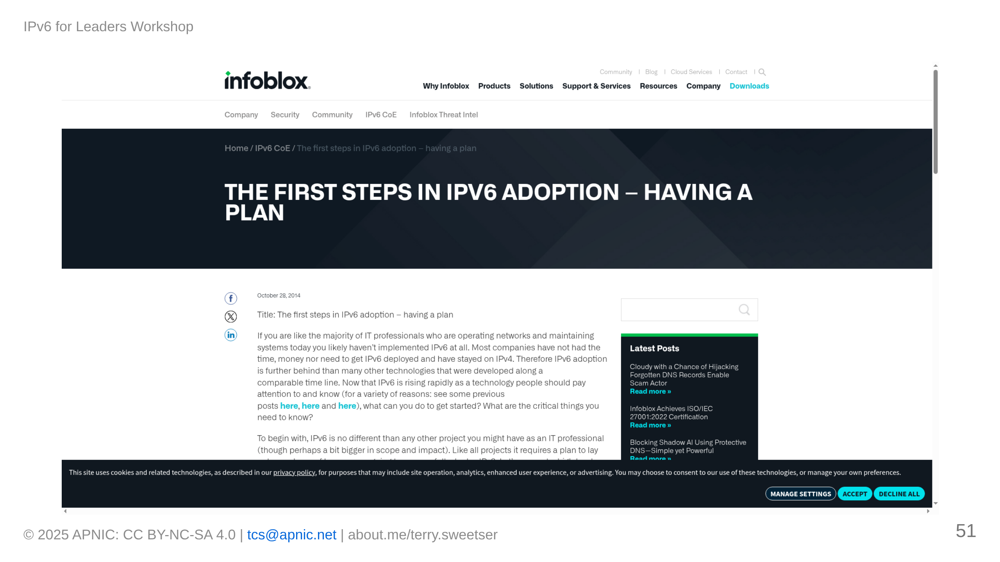 IPv6 for Leaders Workshop
infoblox®
Community | Blog | Cloud Services | Contact |
Why Infoblox Products Solutions Support & Services Resources Company Downloads
Company Security Community IPv6 CoE Infoblox Threat Intel
Home / IPv6 CoE / The first steps in IPv6 adoption – having a plan
THE FIRST STEPS IN IPV6 ADOPTION – HAVING A
PLAN
October 28, 2014
Title: The first steps in IPv6 adoption – having a plan
If you are like the majority of IT professionals who are operating networks and maintaining
systems today you likely haven’t implemented IPv6 at all. Most companies have not had the
time, money nor need to get IPv6 deployed and have stayed on IPv4. Therefore IPv6 adoption
is further behind than many other technologies that were developed along a
comparable time line. Now that IPv6 is rising rapidly as a technology people should pay
attention to and know (for a variety of reasons: see some previous
posts here, here and here), what can you do to get started? What are the critical things you
need to know?
To begin with, IPv6 is no different than any other project you might have as an IT professional
(though perhaps a bit bigger in scope and impact). Like all projects it requires a plan to lay
Latest Posts
Cloudy with a Chance of Hijacking
Forgotten DNS Records Enable
Scam Actor
Read more »
Infoblox Achieves ISO/IEC
27001:2022 Certification
Read more »
Blocking Shadow AI Using Protective
DNS—Simple yet Powerful
Read more »
This site uses cookies and related technologies, as described in our privacy policy, for purposes that may include site operation, analytics, enhanced user experience, or advertising. You may choose to consent to our use of these technologies, or manage your own preferences.
MANAGE SETTINGS ACCEPT DECLINE ALL
© 2025 APNIC: CC BY-NC-SA 4.0 | tcs@apnic.net | about.me/terry.sweetser
51